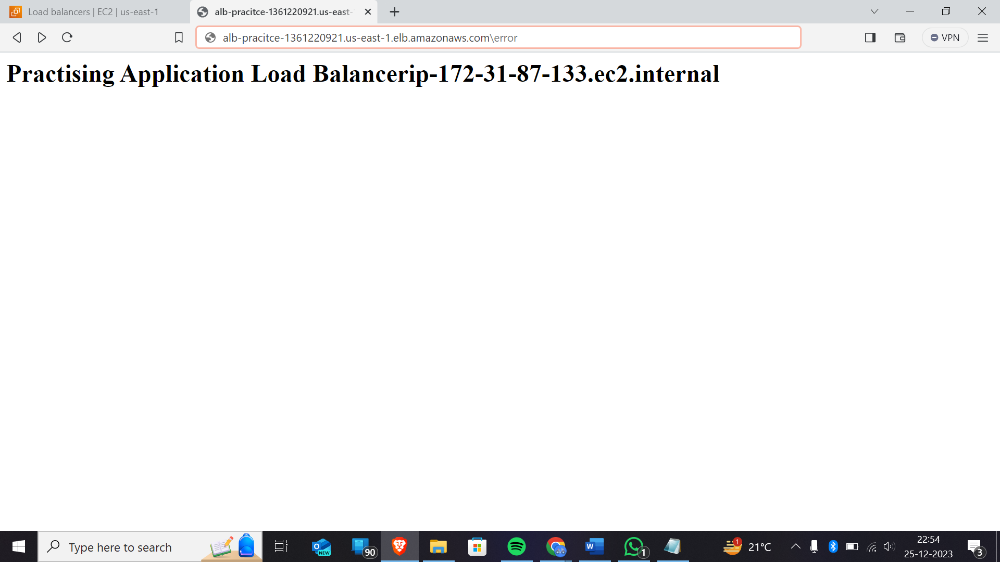 Load balancers | EC2 | us-east-1
alb-pracitce-1361220921.us-east-
alb-pracitce-1361220921.us-east-1.elb.amazonaws.com\error
VPN
Practising Application Load Balancerip-172-31-87-133.ec2.internal
Type here to search
O
NEW
90
W
1
1
21°C
22:54
25-12-2023
3